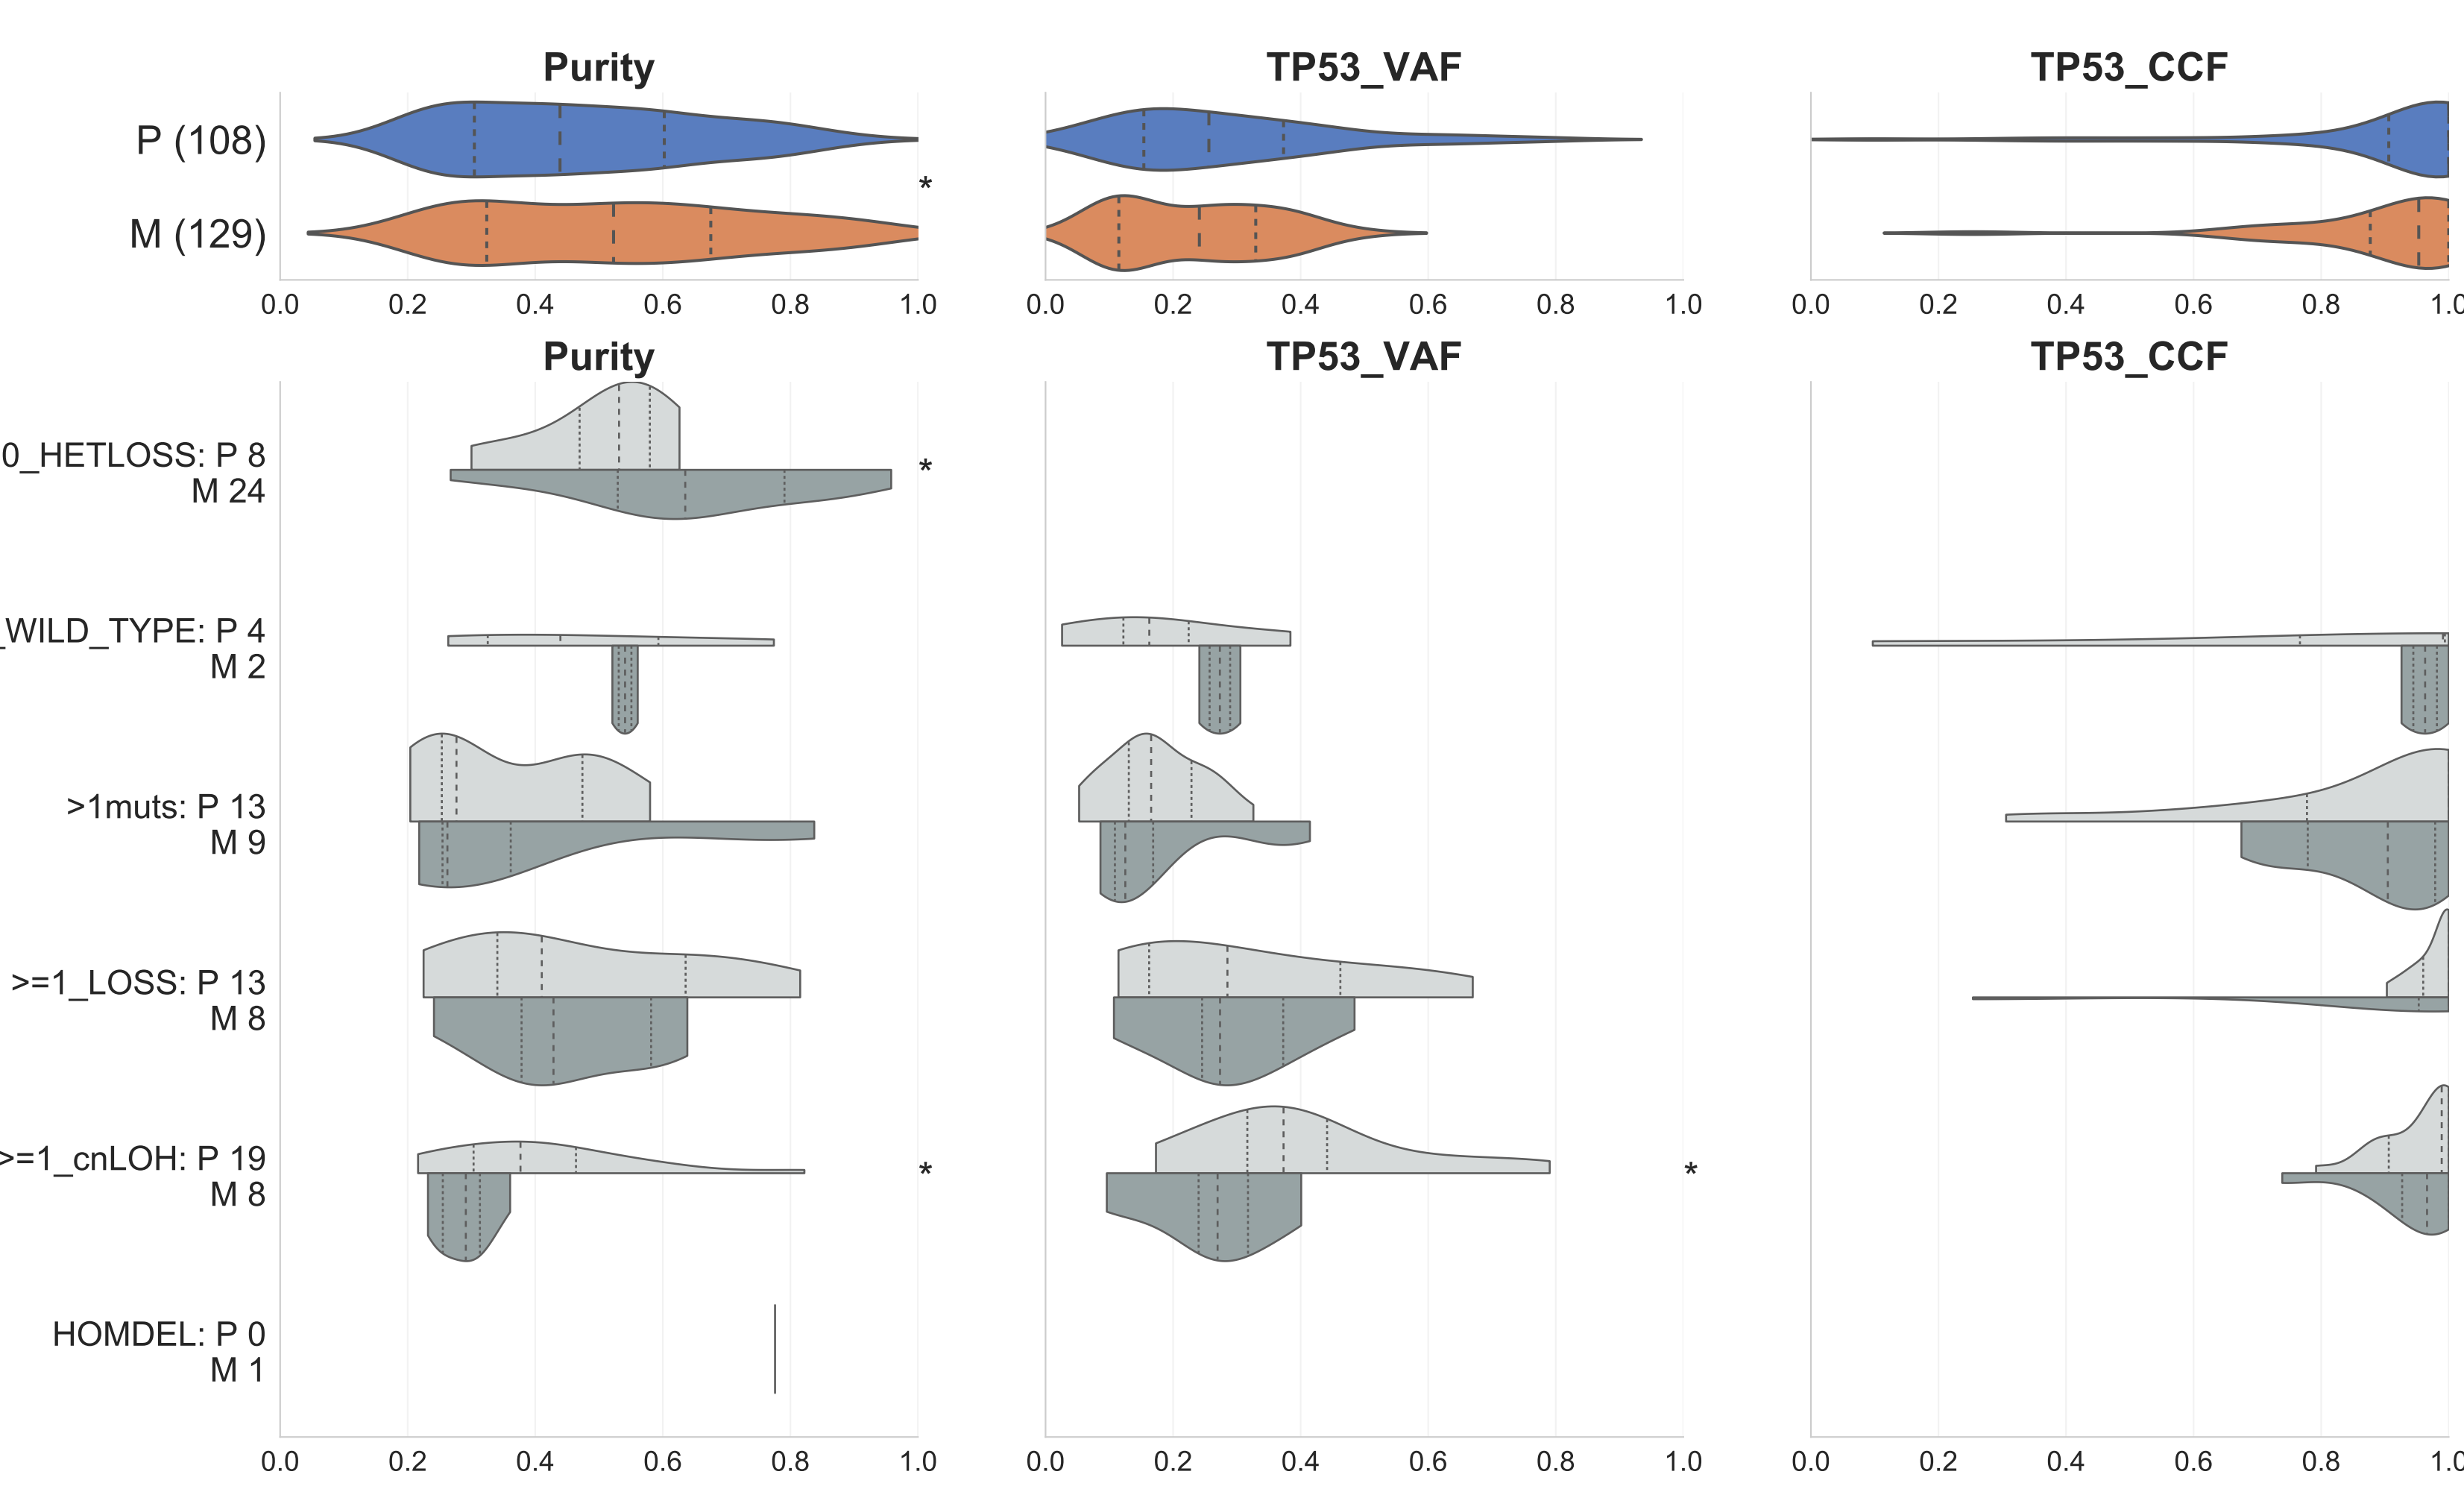 Purity TP53_VAF TP53_CCF
P (108)
*
M (129)
0.0 0.2 0.4 0.6 0.8 1.0 0.0 0.2 0.4 0.6 0.8 1.0 0.0 0.2 0.4 0.6 0.8 1.0
Purity TP53_VAF TP53_CCF
0_HETLOSS: P 8 *
M 24
_WILD_TYPE: P 4
M 2
>1muts: P 13
M 9
>=1_LOSS: P 13
M 8
>=1_cnLOH: P 19 * *
M 8
HOMDEL: P 0
M 1
0.0 0.2 0.4 0.6 0.8 1.0 0.0 0.2 0.4 0.6 0.8 1.0 0.0 0.2 0.4 0.6 0.8 1.0